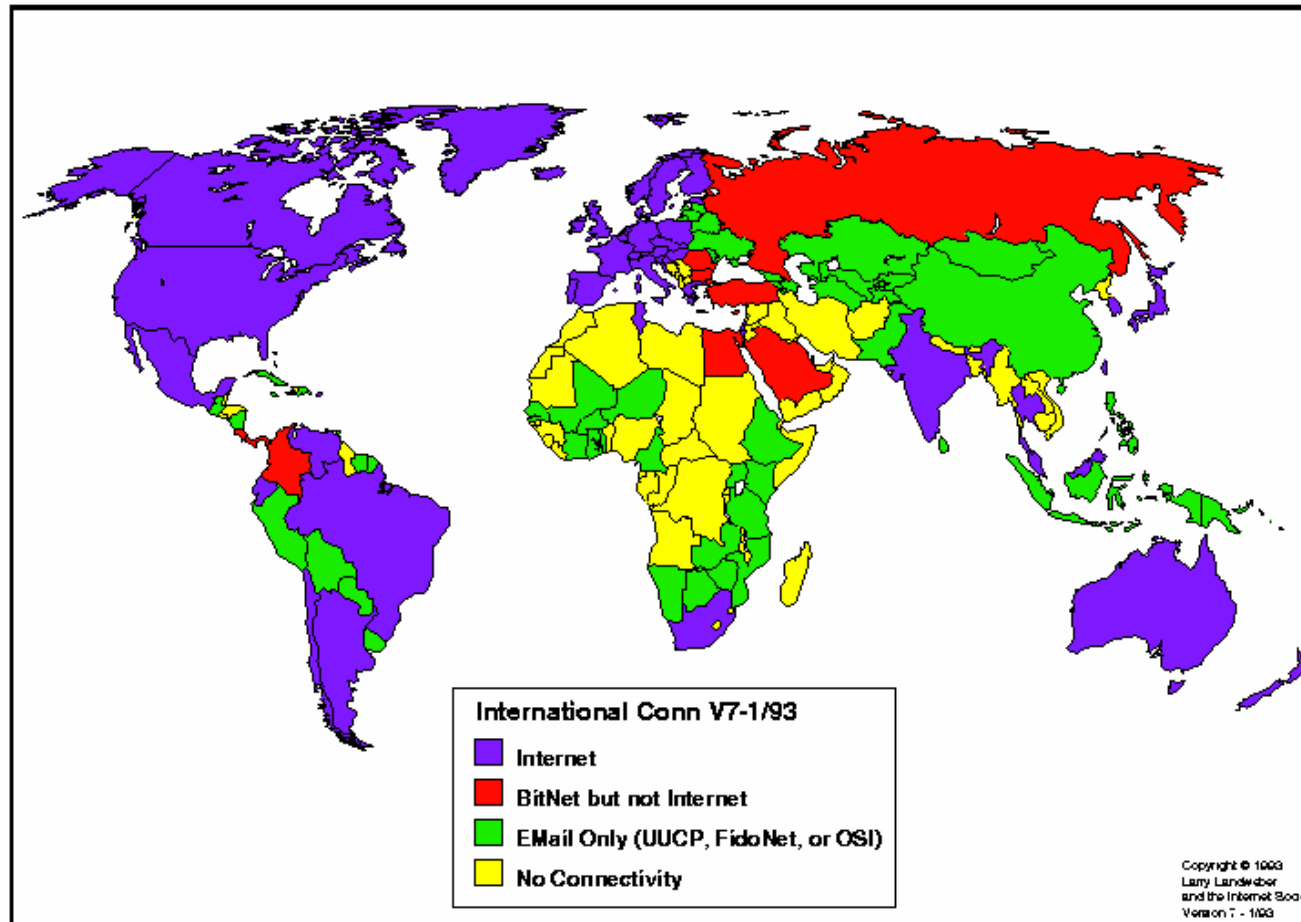 International Conn V7-1/93
Internet
BitNet but not Internet
EMail Only (UUCP, FidoNet, or OSI)
No Connectivity
Copyright © 1993
Larry Landweber
and the Internet
Version 7 - 1/93